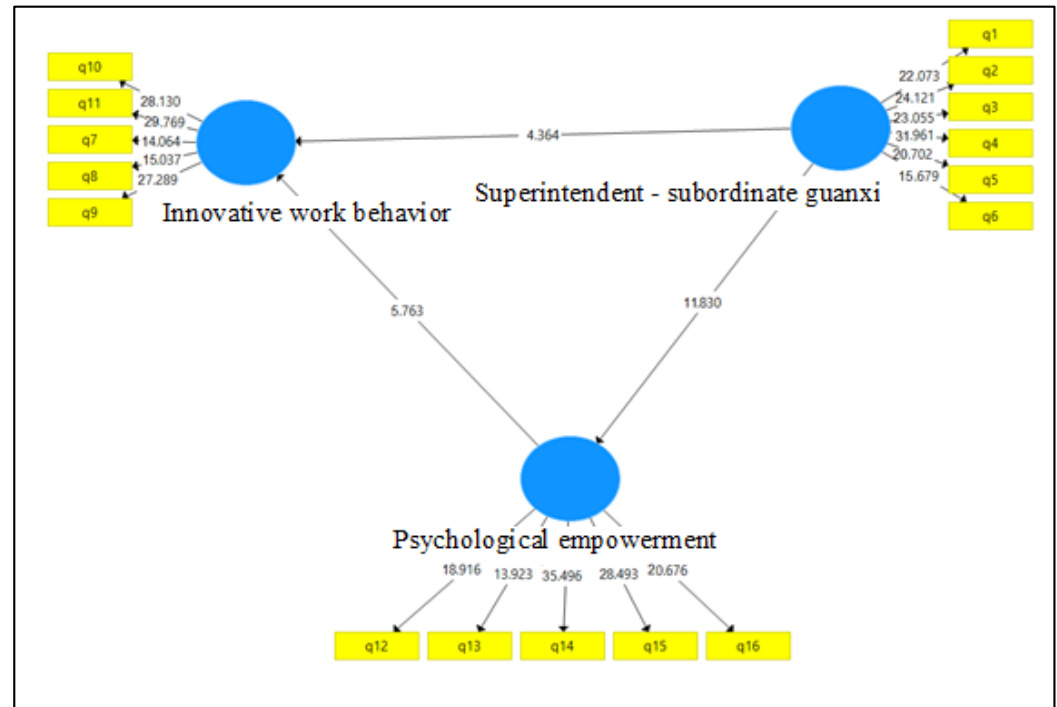 q10
q11
q7
q8
q9
28.130
29.769
14.064
15.037
27.289
Innovative work behavior
4.364
q1
q2
q3
q4
q5
q6
22.073
24.121
23.055
31.961
20.702
15.679
Superintendent - subordinate guanxi
5.763
11.830
Psychological empowerment
18.916
13.923
35.496
28.493
20.676
q12
q13
q14
q15
q16